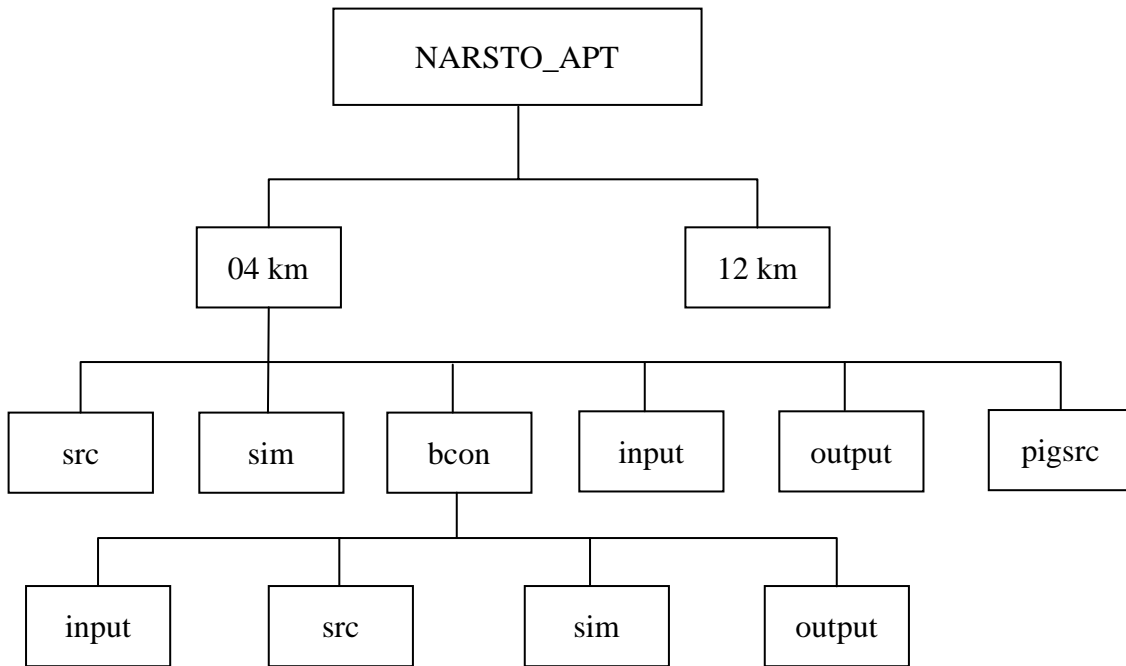 NARSTO_APT
04 km
12 km
src
sim
bcon
input
output
pigsrc
input
src
sim
output